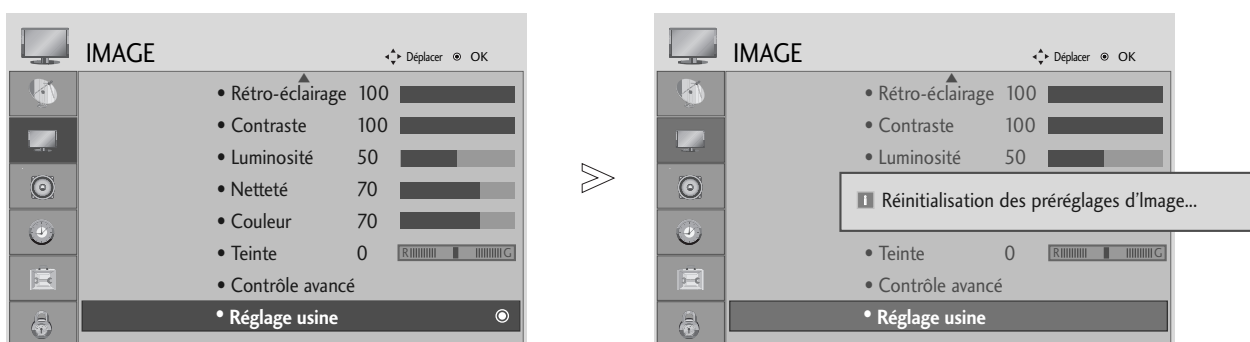 IMAGE
Déplacer OK
• Rétro-éclairage 100
• Contraste 100
• Luminosité 50
• Netteté 70
• Couleur 70
• Teinte 0 R G
• Contrôle avancé
• Réglage usine
IMAGE
Déplacer OK
• Rétro-éclairage 100
• Contraste 100
• Luminosité 50
i Réinitialisation des préréglages d'Image...
• Teinte 0 R G
• Contrôle avancé
• Réglage usine